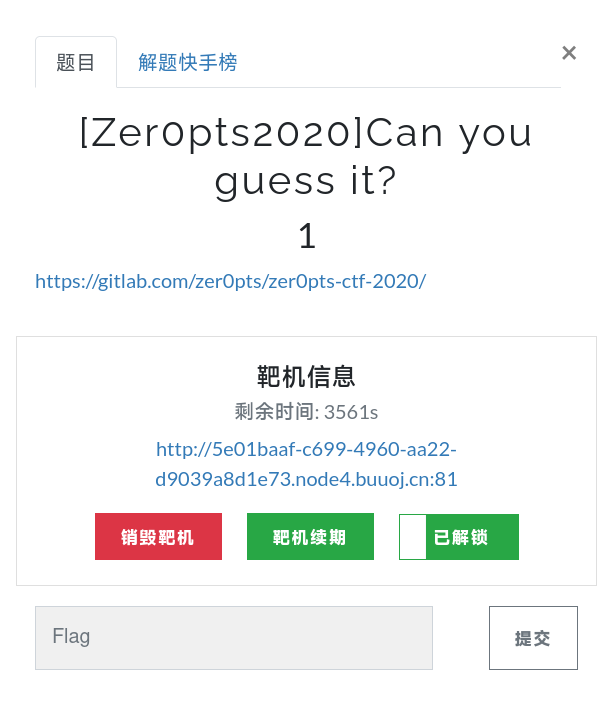 题目 解题快手榜 ×
[Zer0pts2020]Can you
guess it?
1
https://gitlab.com/zer0pts/zer0pts-ctf-2020/
靶机信息
剩余时间: 3561s
http://5e01baaf-c699-4960-aa22-
d9039a8d1e73.node4.buuoj.cn:81
销毁靶机 靶机续期 已解锁
Flag 提交